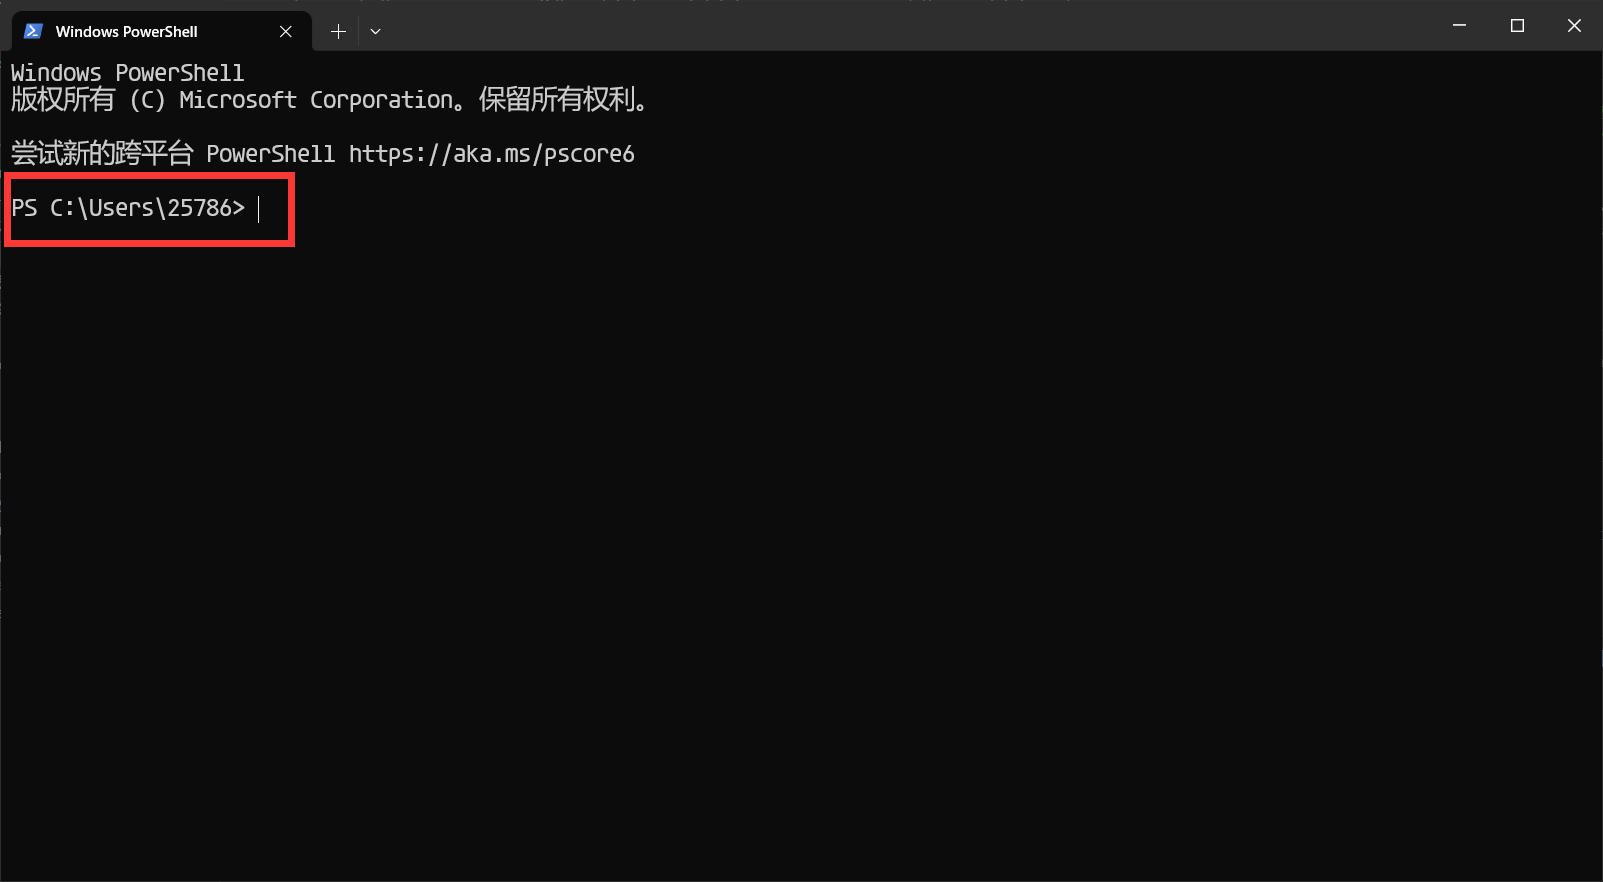 Windows PowerShell
Windows PowerShell
版权所有 (C) Microsoft Corporation。保留所有权利。
尝试新的跨平台 PowerShell https://aka.ms/pscore6
PS C:\Users\25786>